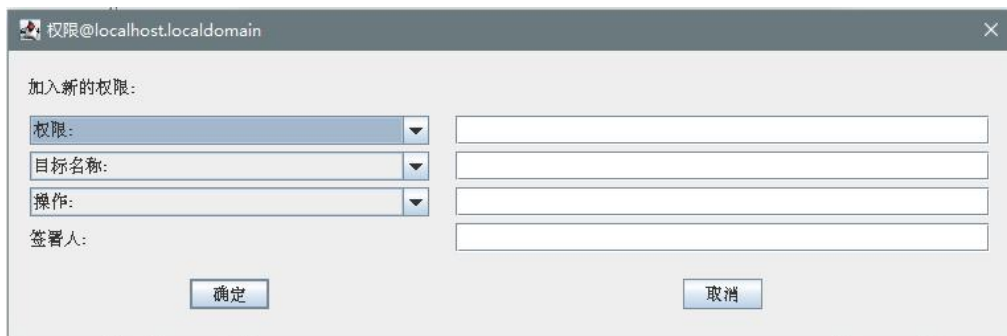 权限@localhost.localdomain
加入新的权限:
权限:
目标名称:
操作:
签署人:
确定 取消